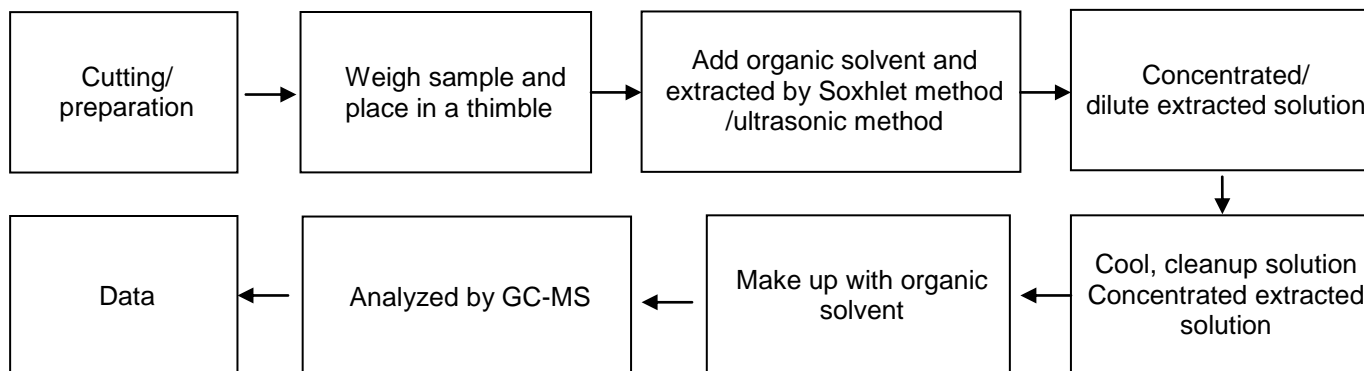 Cutting/
preparation
Weigh sample and
place in a thimble
Add organic solvent and
extracted by Soxhlet method
/ultrasonic method
Concentrated/
dilute extracted solution
Cool, cleanup solution
Concentrated extracted
solution
Make up with organic
solvent
Analyzed by GC-MS
Data